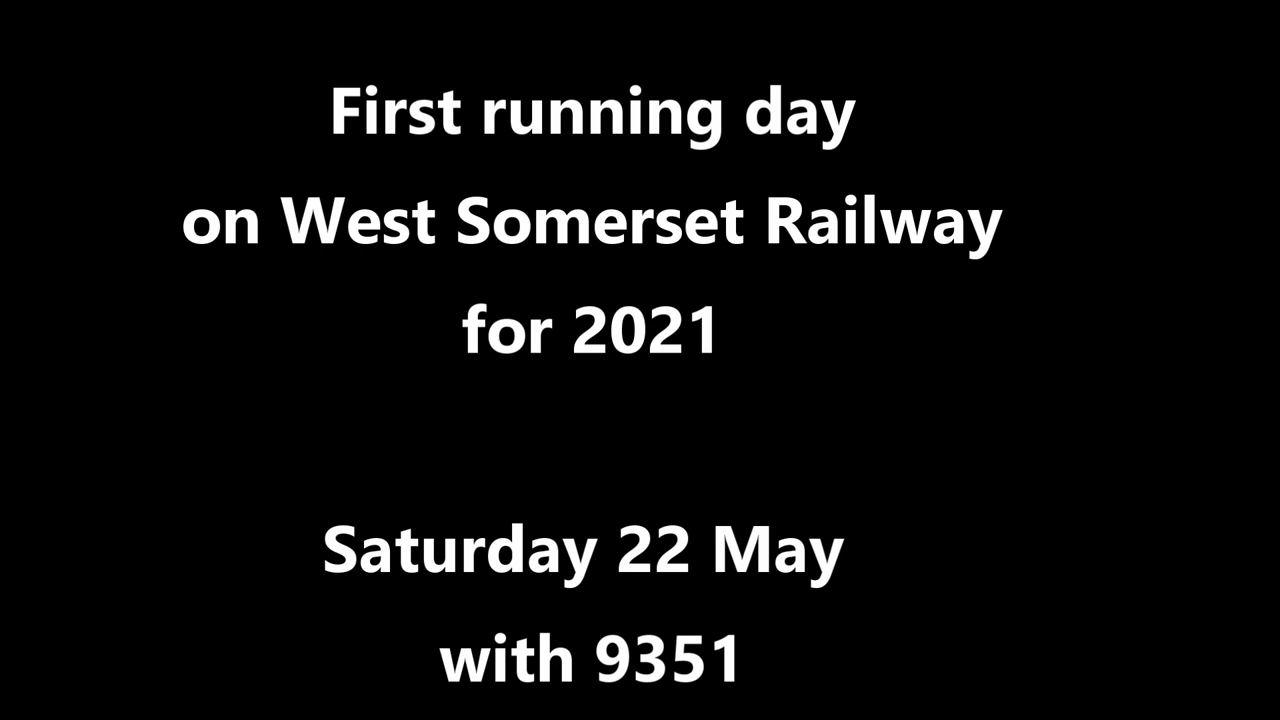 First running day
on West Somerset Railway
for 2021
Saturday 22 May
with 9351